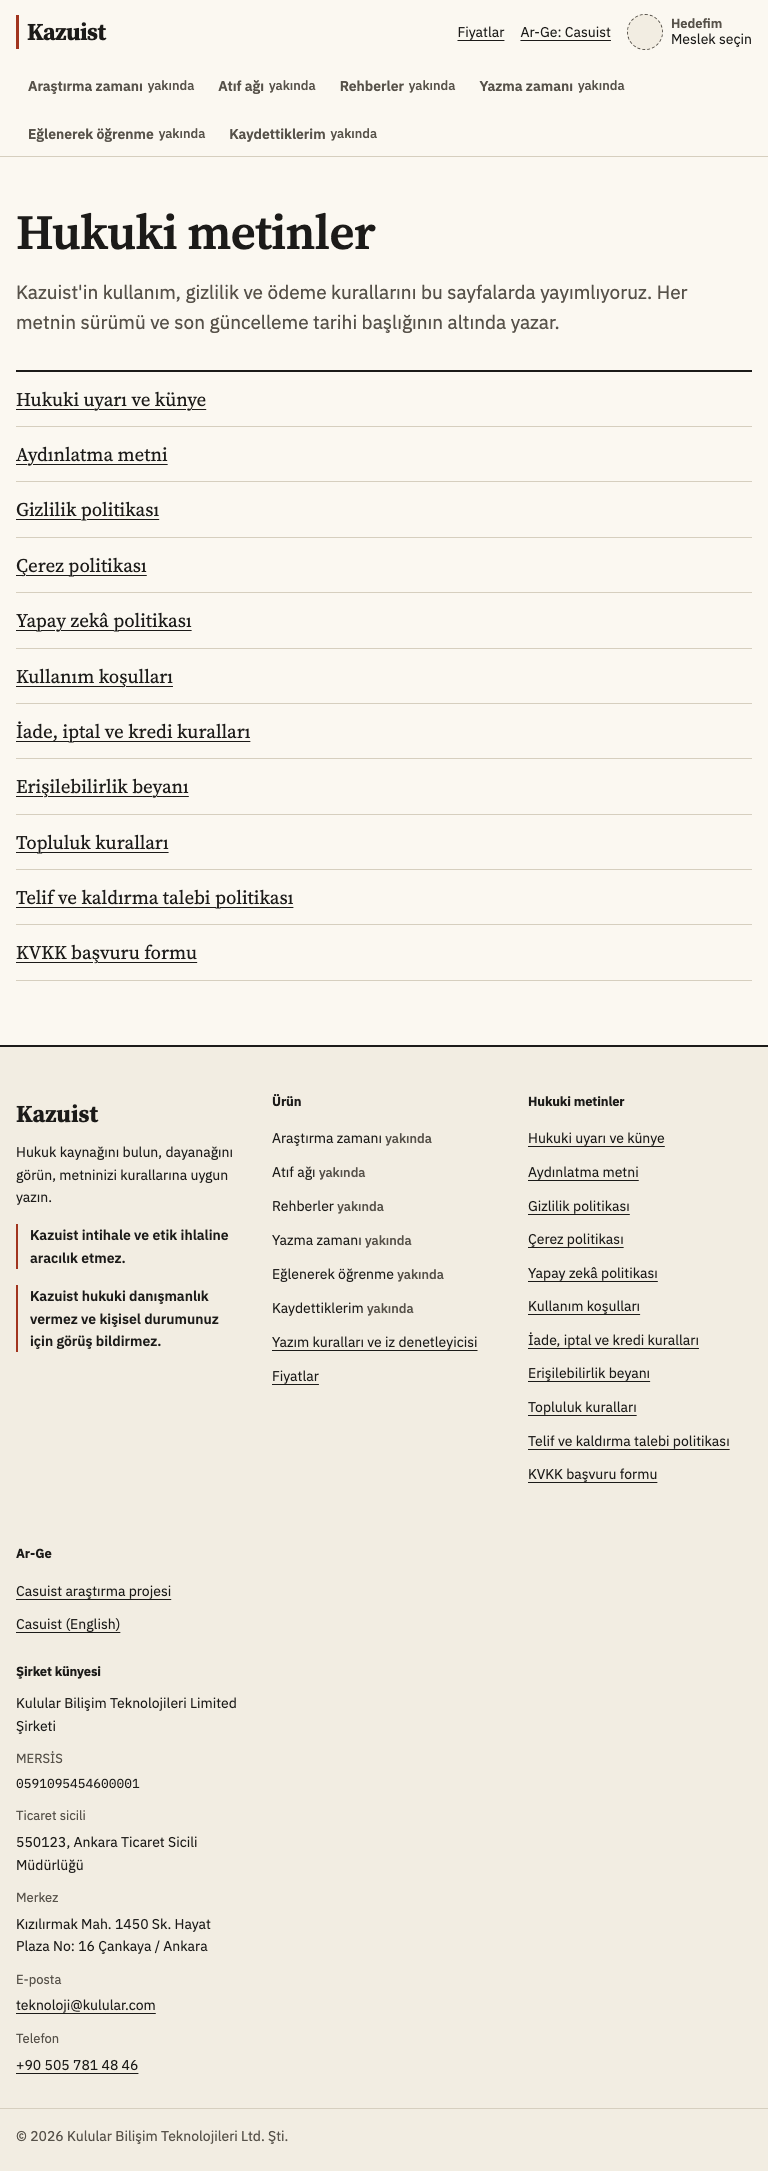 Kazuist
Fiyatlar
Ar-Ge: Casuist
Hedefim
Meslek seçin
Araştırma zamanı yakında
Atıf ağı yakında
Rehberler yakında
Yazma zamanı yakında
Eğlenerek öğrenme yakında
Kaydettiklerim yakında
Hukuki metinler
Kazuist'in kullanım, gizlilik ve ödeme kurallarını bu sayfalarda yayımlıyoruz. Her
metnin sürümü ve son güncelleme tarihi başlığının altında yazar.
Hukuki uyarı ve künye
Aydınlatma metni
Gizlilik politikası
Çerez politikası
Yapay zekâ politikası
Kullanım koşulları
İade, iptal ve kredi kuralları
Erişilebilirlik beyanı
Topluluk kuralları
Telif ve kaldırma talebi politikası
KVKK başvuru formu
Kazuist
Hukuk kaynağını bulun, dayanağını
görün, metninizi kurallarına uygun
yazın.
Kazuist intihale ve etik ihlaline
aracılık etmez.
Kazuist hukuki danışmanlık
vermez ve kişisel durumunuz
için görüş bildirmez.
Ürün
Araştırma zamanı yakında
Atıf ağı yakında
Rehberler yakında
Yazma zamanı yakında
Eğlenerek öğrenme yakında
Kaydettiklerim yakında
Yazım kuralları ve iz denetleyicisi
Fiyatlar
Hukuki metinler
Hukuki uyarı ve künye
Aydınlatma metni
Gizlilik politikası
Çerez politikası
Yapay zekâ politikası
Kullanım koşulları
İade, iptal ve kredi kuralları
Erişilebilirlik beyanı
Topluluk kuralları
Telif ve kaldırma talebi politikası
KVKK başvuru formu
Ar-Ge
Casuist araştırma projesi
Casuist (English)
Şirket künyesi
Kulular Bilişim Teknolojileri Limited
Şirketi
MERSİS
0591095454600001
Ticaret sicili
550123, Ankara Ticaret Sicili
Müdürlüğü
Merkez
Kızılırmak Mah. 1450 Sk. Hayat
Plaza No: 16 Çankaya / Ankara
E-posta
teknoloji@kulular.com
Telefon
+90 505 781 48 46
© 2026 Kulular Bilişim Teknolojileri Ltd. Şti.